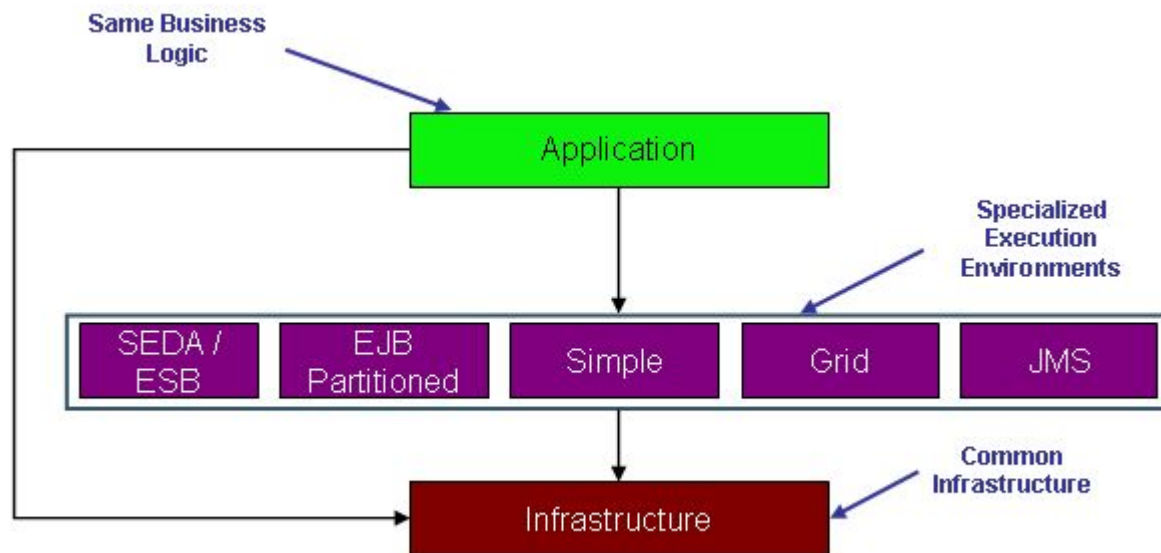 Same Business
Logic
Application
Specialized
Execution
Environments
SEDA /
ESB
EJB
Partitioned
Simple
Grid
JMS
Common
Infrastructure
Infrastructure